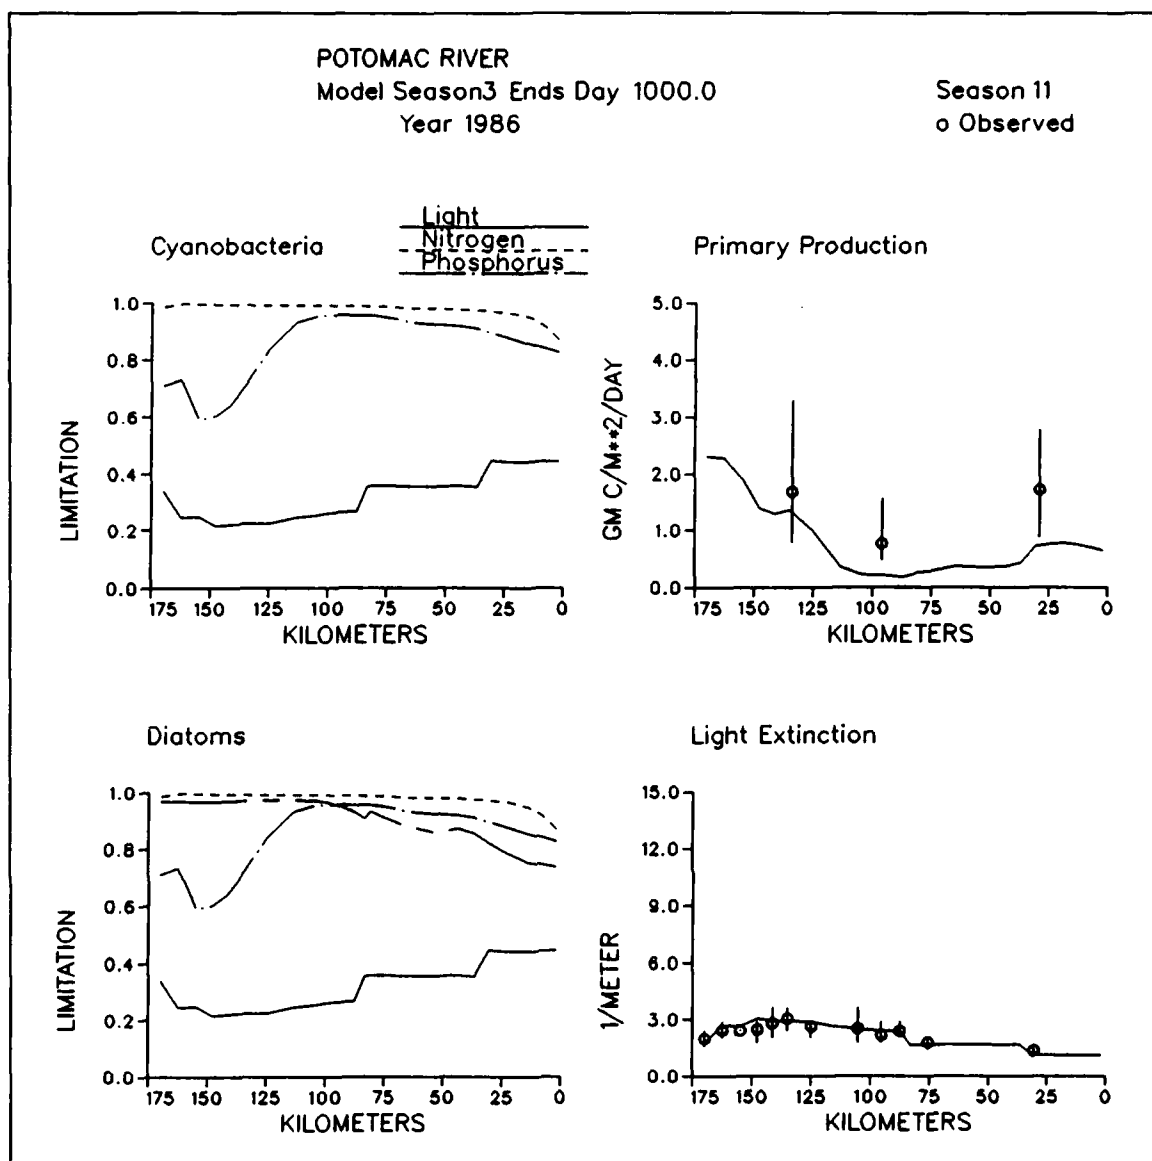 POTOMAC RIVER
Model Season3 Ends Day 1000.0
Year 1986
Season 11
o Observed
Cyanobacteria
Light
Nitrogen
Phosphorus
LIMITATION
1.0
0.8
0.6
0.4
0.2
0.0
175 150 125 100 75 50 25 0
KILOMETERS
Primary Production
GM C/M**2/DAY
5.0
4.0
3.0
2.0
1.0
0.0
175 150 125 100 75 50 25 0
KILOMETERS
Diatoms
LIMITATION
1.0
0.8
0.6
0.4
0.2
0.0
175 150 125 100 75 50 25 0
KILOMETERS
Light Extinction
1/METER
15.0
12.0
9.0
6.0
3.0
0.0
175 150 125 100 75 50 25 0
KILOMETERS